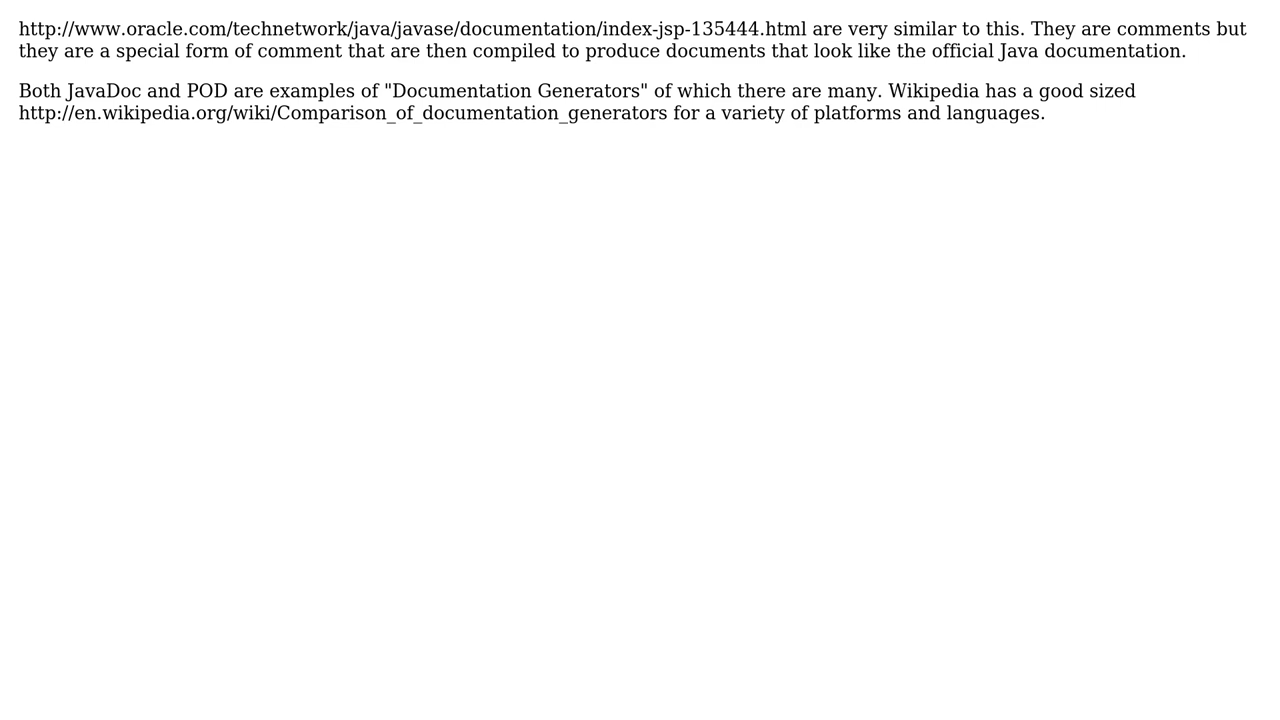 http://www.oracle.com/technetwork/java/javase/documentation/index-jsp-135444.html are very similar to this. They are comments but
they are a special form of comment that are then compiled to produce documents that look like the official Java documentation.
Both JavaDoc and POD are examples of "Documentation Generators" of which there are many. Wikipedia has a good sized
http://en.wikipedia.org/wiki/Comparison_of_documentation_generators for a variety of platforms and languages.